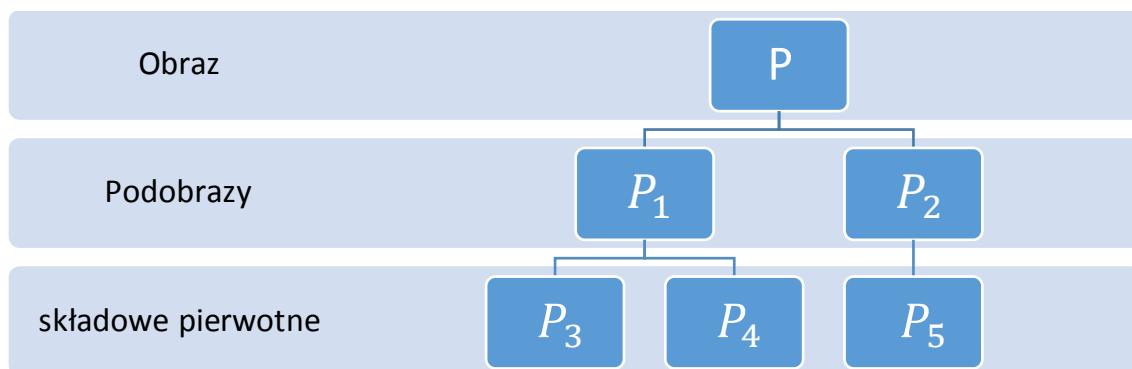 Obraz
P
Podobrazy
P₁
P₂
składowe pierwotne
P₃
P₄
P₅